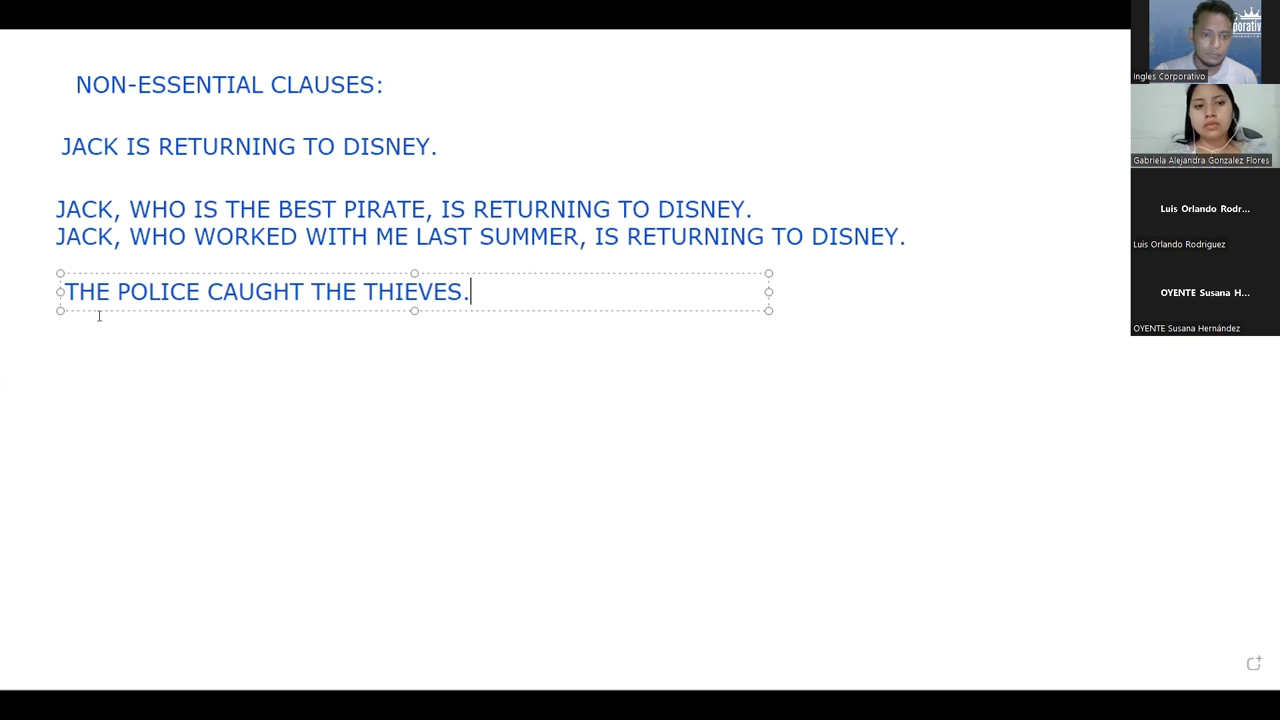 NON-ESSENTIAL CLAUSES:
JACK IS RETURNING TO DISNEY.
JACK, WHO IS THE BEST PIRATE, IS RETURNING TO DISNEY.
JACK, WHO WORKED WITH ME LAST SUMMER, IS RETURNING TO DISNEY.
THE POLICE CAUGHT THE THIEVES.
Ingles Corporativo
Gabriela Alejandra Gonzalez Flores
Luis Orlando Rodr...
Luis Orlando Rodriguez
OYENTE Susana H...
OYENTE Susana Hernández